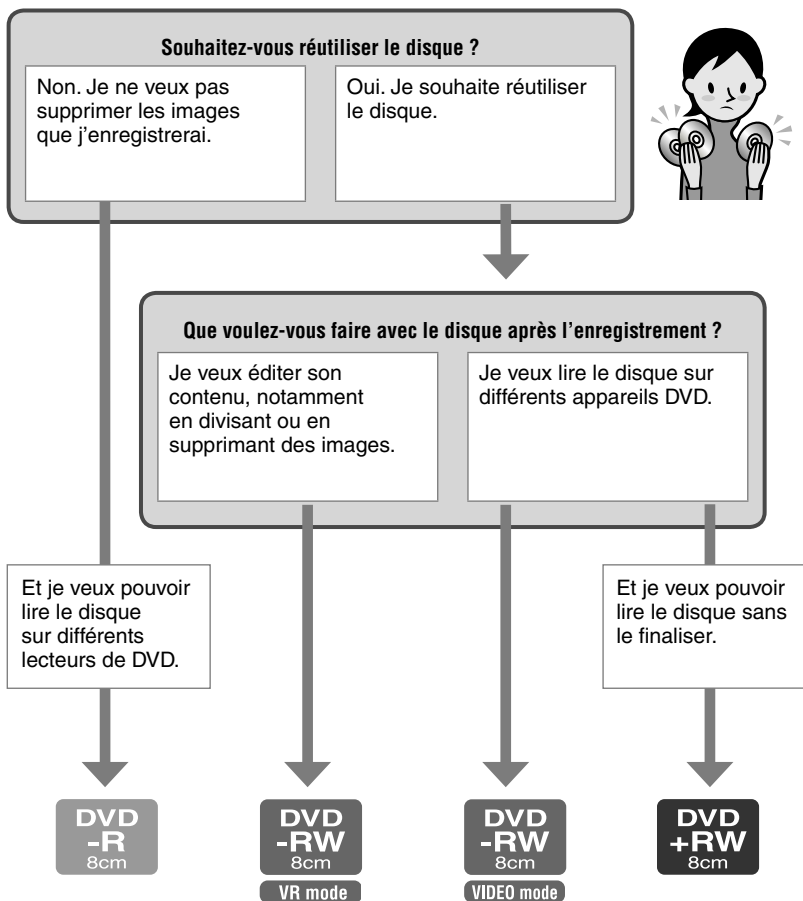 Souhaitez-vous réutiliser le disque ?
Non. Je ne veux pas
supprimer les images
que j'enregistrerai.
Oui. Je souhaite réutiliser
le disque.
Que voulez-vous faire avec le disque après l'enregistrement ?
Je veux éditer son
contenu, notamment
en divisant ou en
supprimant des images.
Je veux lire le disque sur
différents appareils DVD.
Et je veux pouvoir
lire le disque
sur différents
lecteurs de DVD.
Et je veux pouvoir
lire le disque sans
le finaliser.
DVD
-R
8cm
DVD
-RW
8cm
VR mode
DVD
-RW
8cm
VIDEO mode
DVD
+RW
8cm